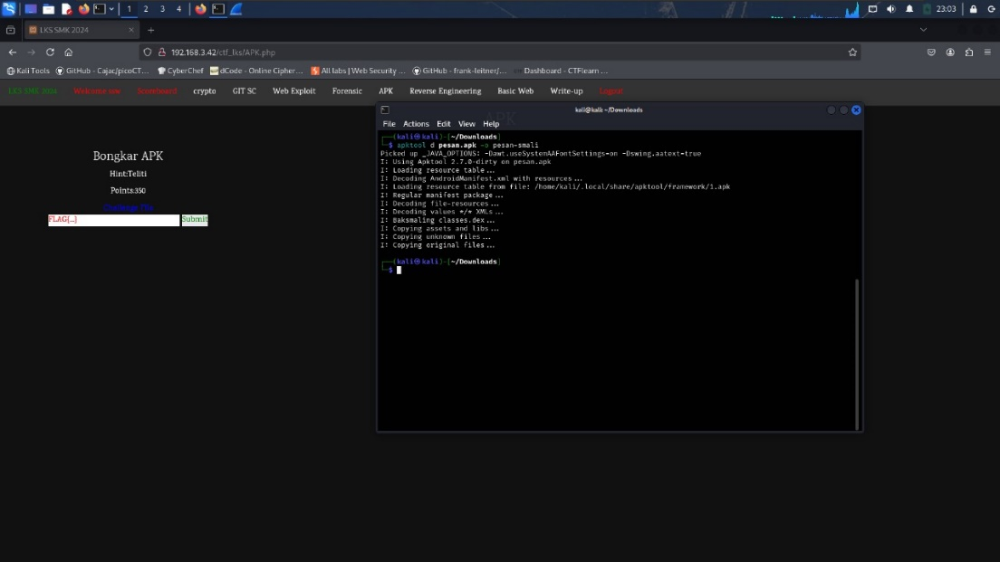 1 2 3 4 23:03
LKS SMK 2024
192.168.3.42/ctf_lks/APK.php
Kali Tools GitHub - Cajac/picoCT... CyberChef dCode - Online Cipher... All labs | Web Security ... GitHub - frank-leitner/... Dashboard - CTFlearn ...
LKS SMK 2024 Welcome Scoreboard crypto GIT SC Web Exploit Forensic APK Reverse Engineering Basic Web Write-up Logout
APK
kali@kali: ~/Downloads
File Actions Edit View Help
(kali㉿kali)-[~/Downloads]
$ apktool d pesan.apk -o pesan-smali
Picked up _JAVA_OPTIONS: -Dawt.useSystemAAFontSettings=on -Dswing.aatext=true
I: Using Apktool 2.7.0-dirty on pesan.apk
I: Loading resource table...
I: Decoding AndroidManifest.xml with resources...
I: Loading resource table from file: /home/kali/.local/share/apktool/framework/1.apk
I: Regular manifest package...
I: Decoding file-resources...
I: Decoding values */* XMLs...
I: Baksmaling classes.dex...
I: Copying assets and libs...
I: Copying unknown files...
I: Copying original files...
(kali㉿kali)-[~/Downloads]
$
Bongkar APK
Hint:Teliti
Points:350
Challenge File
FLAG{...} Submit